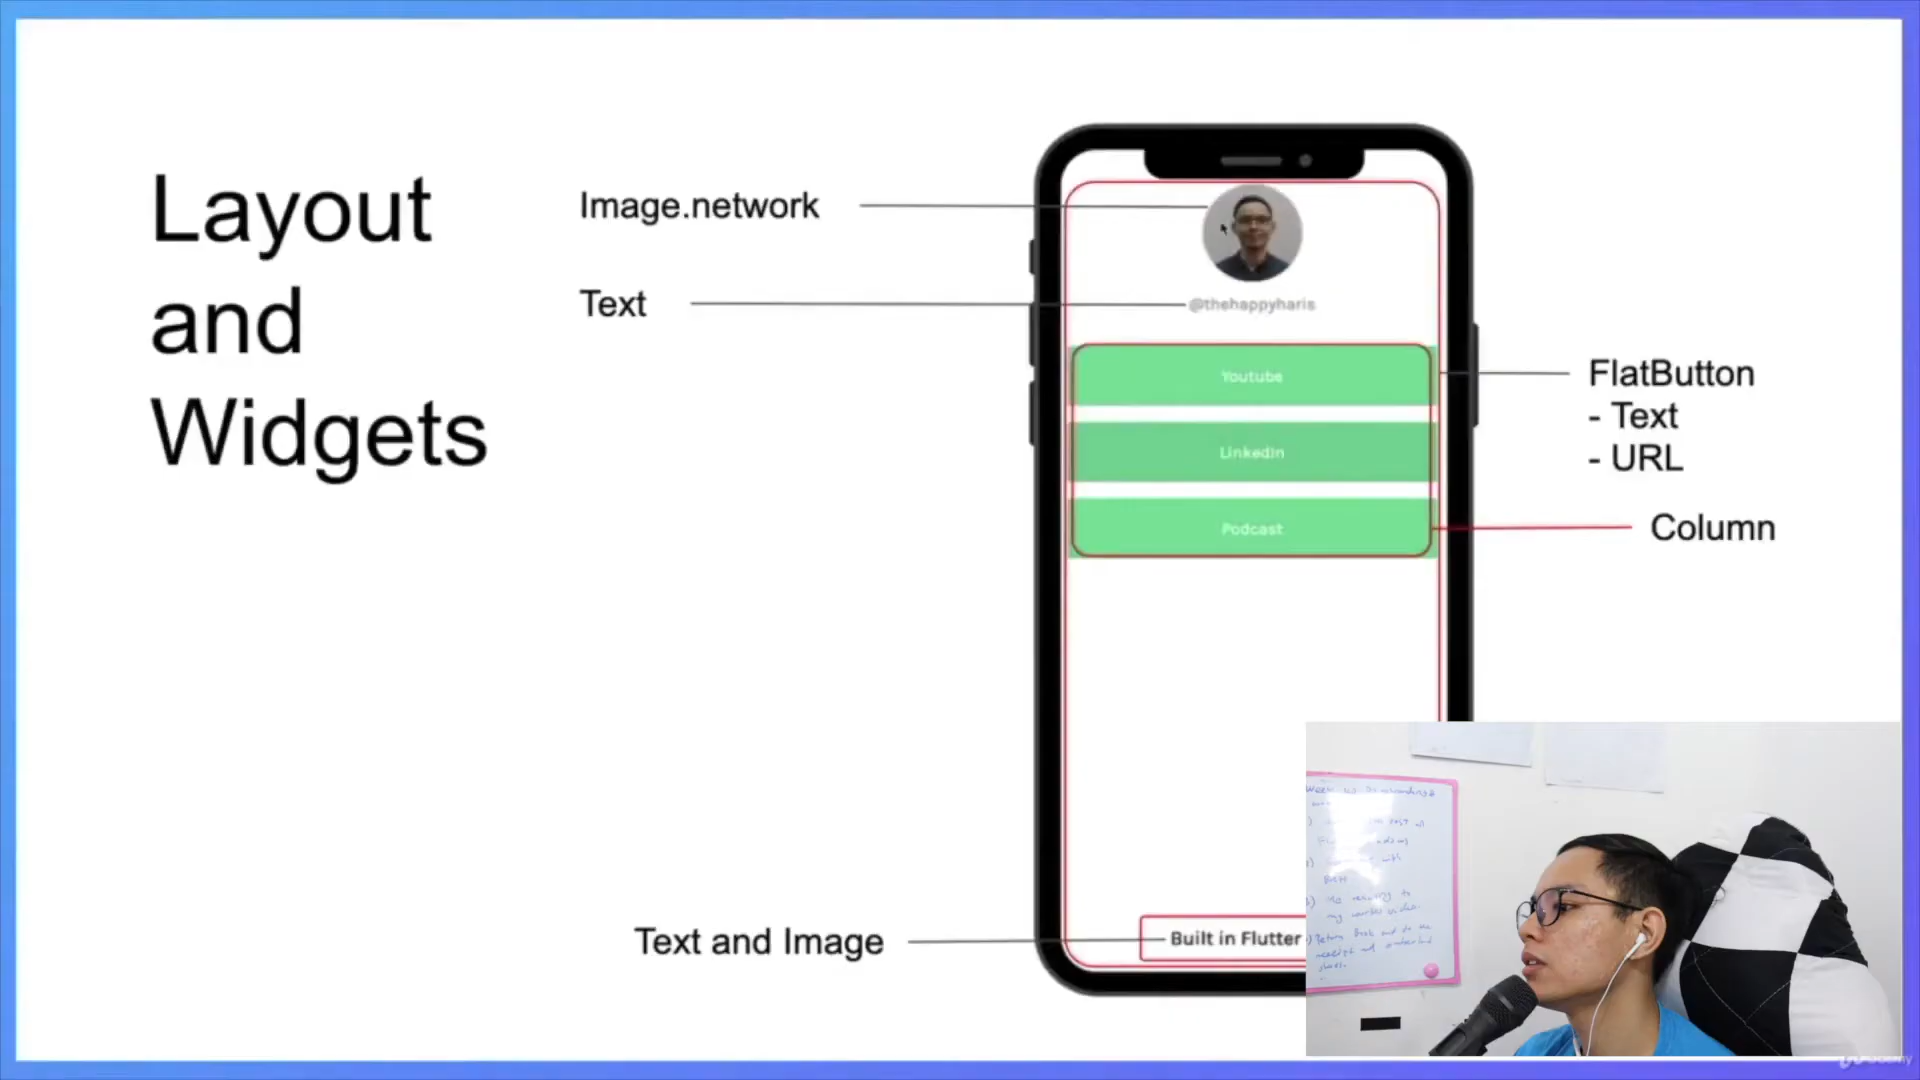 Layout
and
Widgets
Image.network
Text
@thehappyharis
Youtube
LinkedIn
Podcast
FlatButton
- Text
- URL
Column
Text and Image
Built in Flutter
Udemy